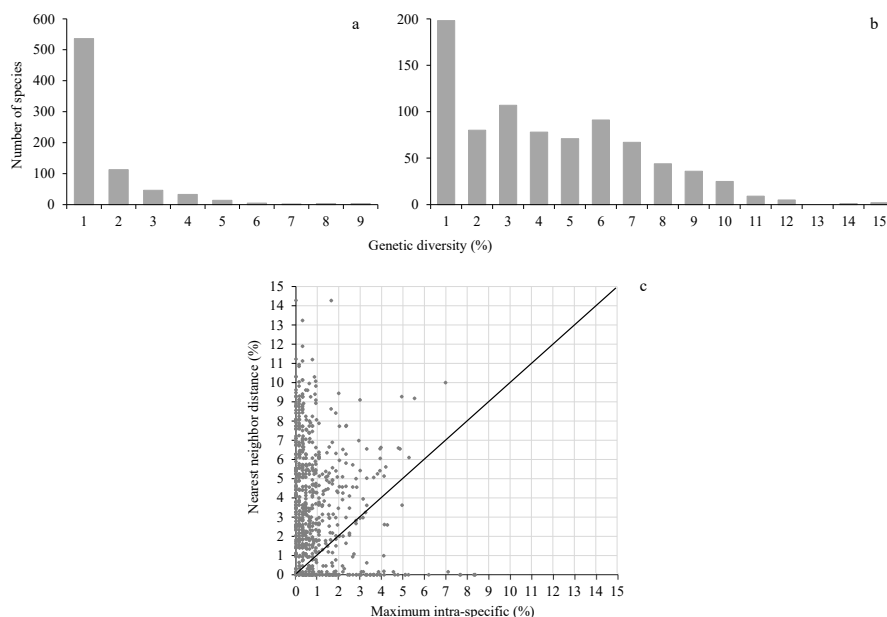 a
600
500
400
300
200
100
0
Number of species
1 2 3 4 5 6 7 8 9
b
200
150
100
50
0
1 2 3 4 5 6 7 8 9 10 11 12 13 14 15
Genetic diversity (%)
c
15
14
13
12
11
10
9
8
7
6
5
4
3
2
1
0
Nearest neighbor distance (%)
0 1 2 3 4 5 6 7 8 9 10 11 12 13 14 15
Maximum intra-specific (%)